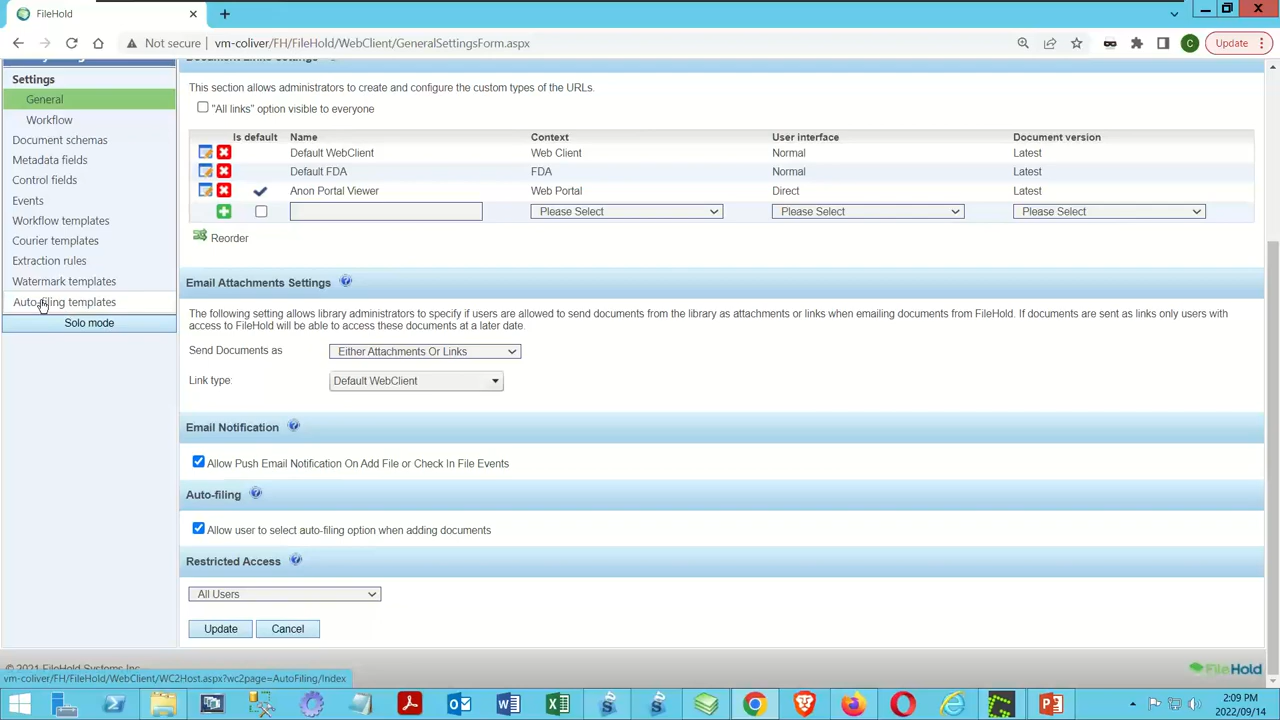 FileHold
Not secure vm-coliver/FH/FileHold/WebClient/GeneralSettingsForm.aspx C Update
Settings
General
Workflow
Document schemas
Metadata fields
Control fields
Events
Workflow templates
Courier templates
Extraction rules
Watermark templates
Auto-filing templates
Solo mode
Document Links Settings
This section allows administrators to create and configure the custom types of the URLs.
"All links" option visible to everyone
Is default Name Context User interface Document version
Default WebClient Web Client Normal Latest
Default FDA FDA Normal Latest
Anon Portal Viewer Web Portal Direct Latest
Please Select Please Select Please Select
Reorder
Email Attachments Settings
The following setting allows library administrators to specify if users are allowed to send documents from the library as attachments or links when emailing documents from FileHold. If documents are sent as links only users with
access to FileHold will be able to access these documents at a later date.
Send Documents as Either Attachments Or Links
Link type: Default WebClient
Email Notification
Allow Push Email Notification On Add File or Check In File Events
Auto-filing
Allow user to select auto-filing option when adding documents
Restricted Access
All Users
Update Cancel
© 2021 FileHold Systems Inc.
FileHold
vm-coliver/FH/FileHold/WebClient/WC2Host.aspx?wc2page=AutoFiling/Index
2:09 PM
2022/09/14